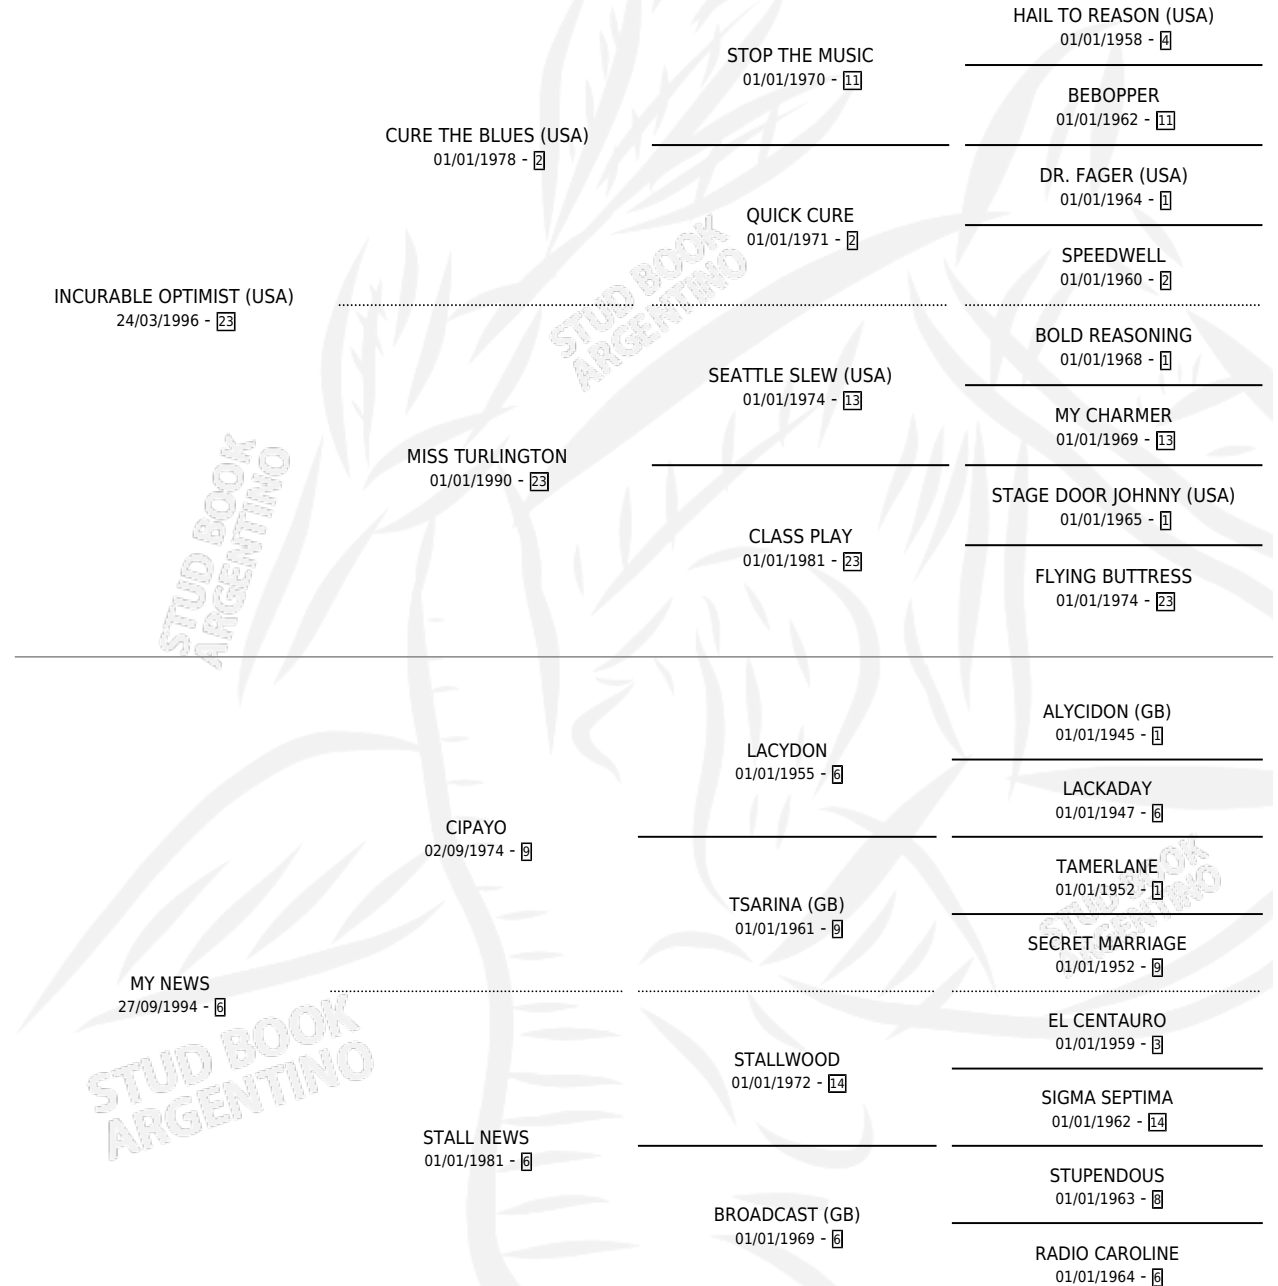 HAIL TO REASON (USA)
01/01/1958 - 4
STOP THE MUSIC
01/01/1970 - 11
BEBOPPER
01/01/1962 - 11
CURE THE BLUES (USA)
01/01/1978 - 2
DR. FAGER (USA)
01/01/1964 - 1
QUICK CURE
01/01/1971 - 2
SPEEDWELL
01/01/1960 - 2
INCURABLE OPTIMIST (USA)
24/03/1996 - 23
STUD BOOK
ARGENTINO
BOLD REASONING
01/01/1968 - 1
SEATTLE SLEW (USA)
01/01/1974 - 13
MY CHARMER
01/01/1969 - 13
MISS TURLINGTON
01/01/1990 - 23
STAGE DOOR JOHNNY (USA)
01/01/1965 - 1
CLASS PLAY
01/01/1981 - 23
FLYING BUTTRESS
01/01/1974 - 23
STUD BOOK
ARGENTINO
ALYCIDON (GB)
01/01/1945 - 1
LACYDON
01/01/1955 - 6
LACKADAY
01/01/1947 - 6
CIPAYO
02/09/1974 - 9
TAMERLANE
01/01/1952 - 1
TSARINA (GB)
01/01/1961 - 9
SECRET MARRIAGE
01/01/1952 - 9
STUD BOOK
ARGENTINO
MY NEWS
27/09/1994 - 6
EL CENTAURO
01/01/1959 - 3
STALLWOOD
01/01/1972 - 14
SIGMA SEPTIMA
01/01/1962 - 14
STUD BOOK
ARGENTINO
STALL NEWS
01/01/1981 - 6
STUPENDOUS
01/01/1963 - 8
BROADCAST (GB)
01/01/1969 - 6
RADIO CAROLINE
01/01/1964 - 6